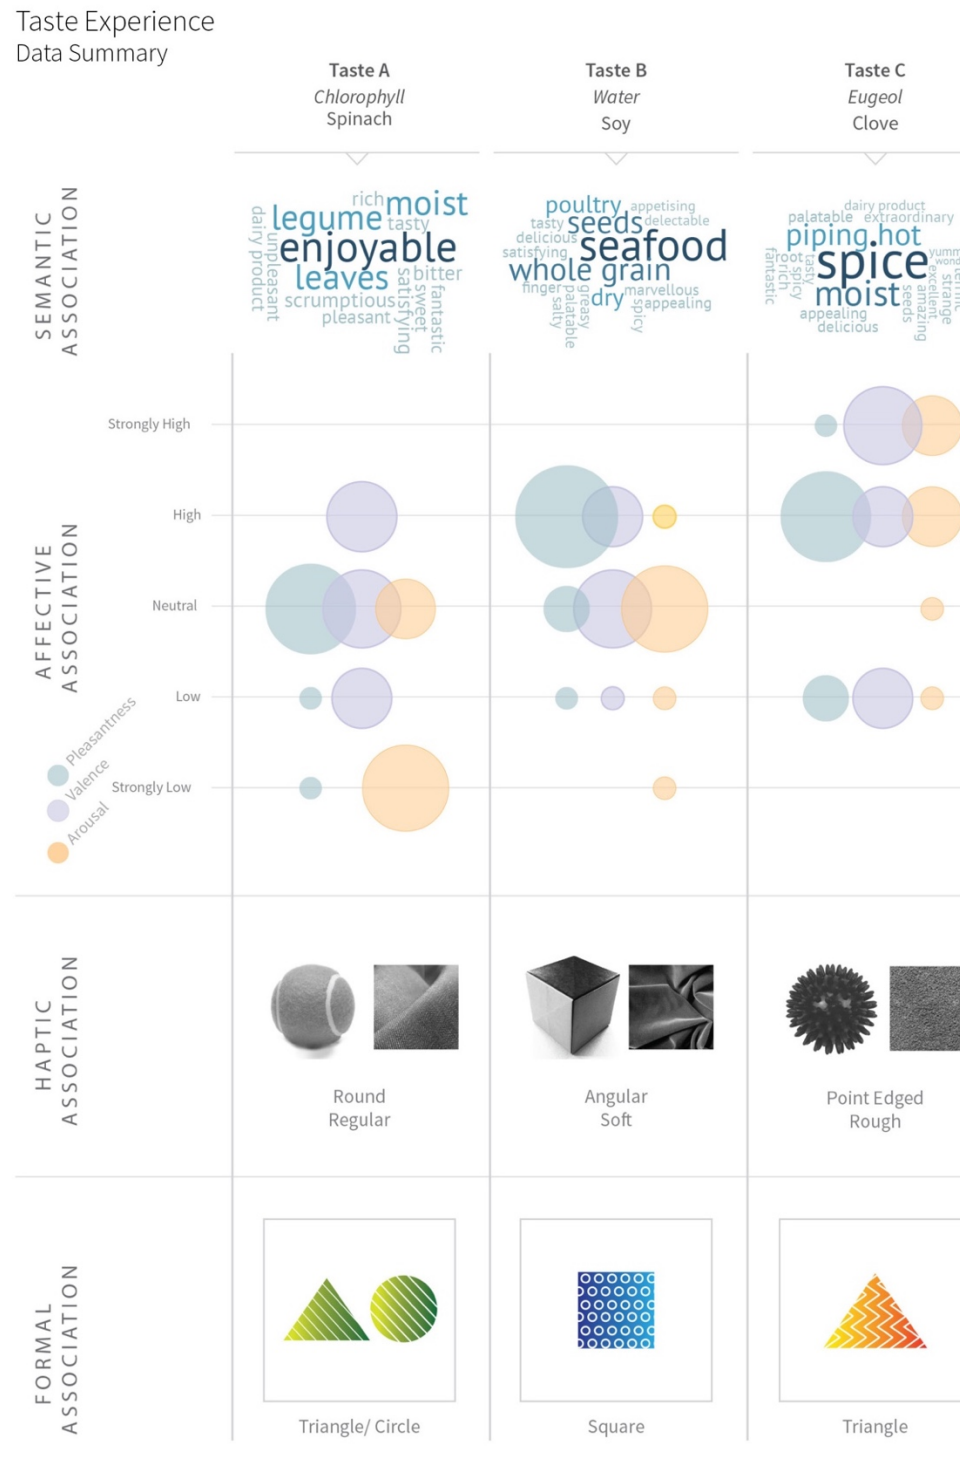 Taste Experience
Data Summary
Taste A
Chlorophyll
Spinach
Taste B
Water
Soy
Taste C
Eugeol
Clove
SEMANTIC
ASSOCIATION
rich
moist
legume
tasty
enjoyable
leaves
bitter
scrumptious
pleasant
dairy product
unpleasant
satisfying
sweet
fantastic
poultry
appetising
tasty
seeds
delectable
delicious
seafood
satisfying
whole grain
finger
dry
marvellous
appealing
salty
palatable
greasy
spicy
dairy product
palatable
extraordinary
piping hot
root
spice
moist
appealing
delicious
fantastic
rich
spicy
tasty
seeds
amazing
excellent
strange
Strongly High
High
Neutral
Low
Strongly Low
AFFECTIVE
ASSOCIATION
Pleasantness
Valence
Arousal
HAPTIC
ASSOCIATION
Round
Regular
Angular
Soft
Point Edged
Rough
FORMAL
ASSOCIATION
Triangle/ Circle
Square
Triangle